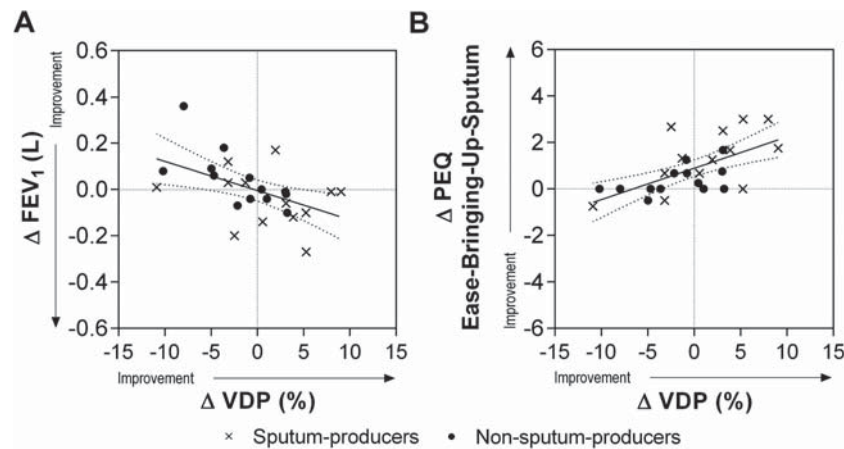 A
B
Δ FEV₁ (L)
Improvement
0.6
0.4
0.2
0.0
-0.2
-0.4
-0.6
-15 -10 -5 0 5 10 15
Improvement
Δ VDP (%)
Δ PEQ
Ease-Bringing-Up-Sputum
Improvement
6
4
2
0
-2
-4
-6
-15 -10 -5 0 5 10 15
Improvement
Δ VDP (%)
× Sputum-producers ● Non-sputum-producers